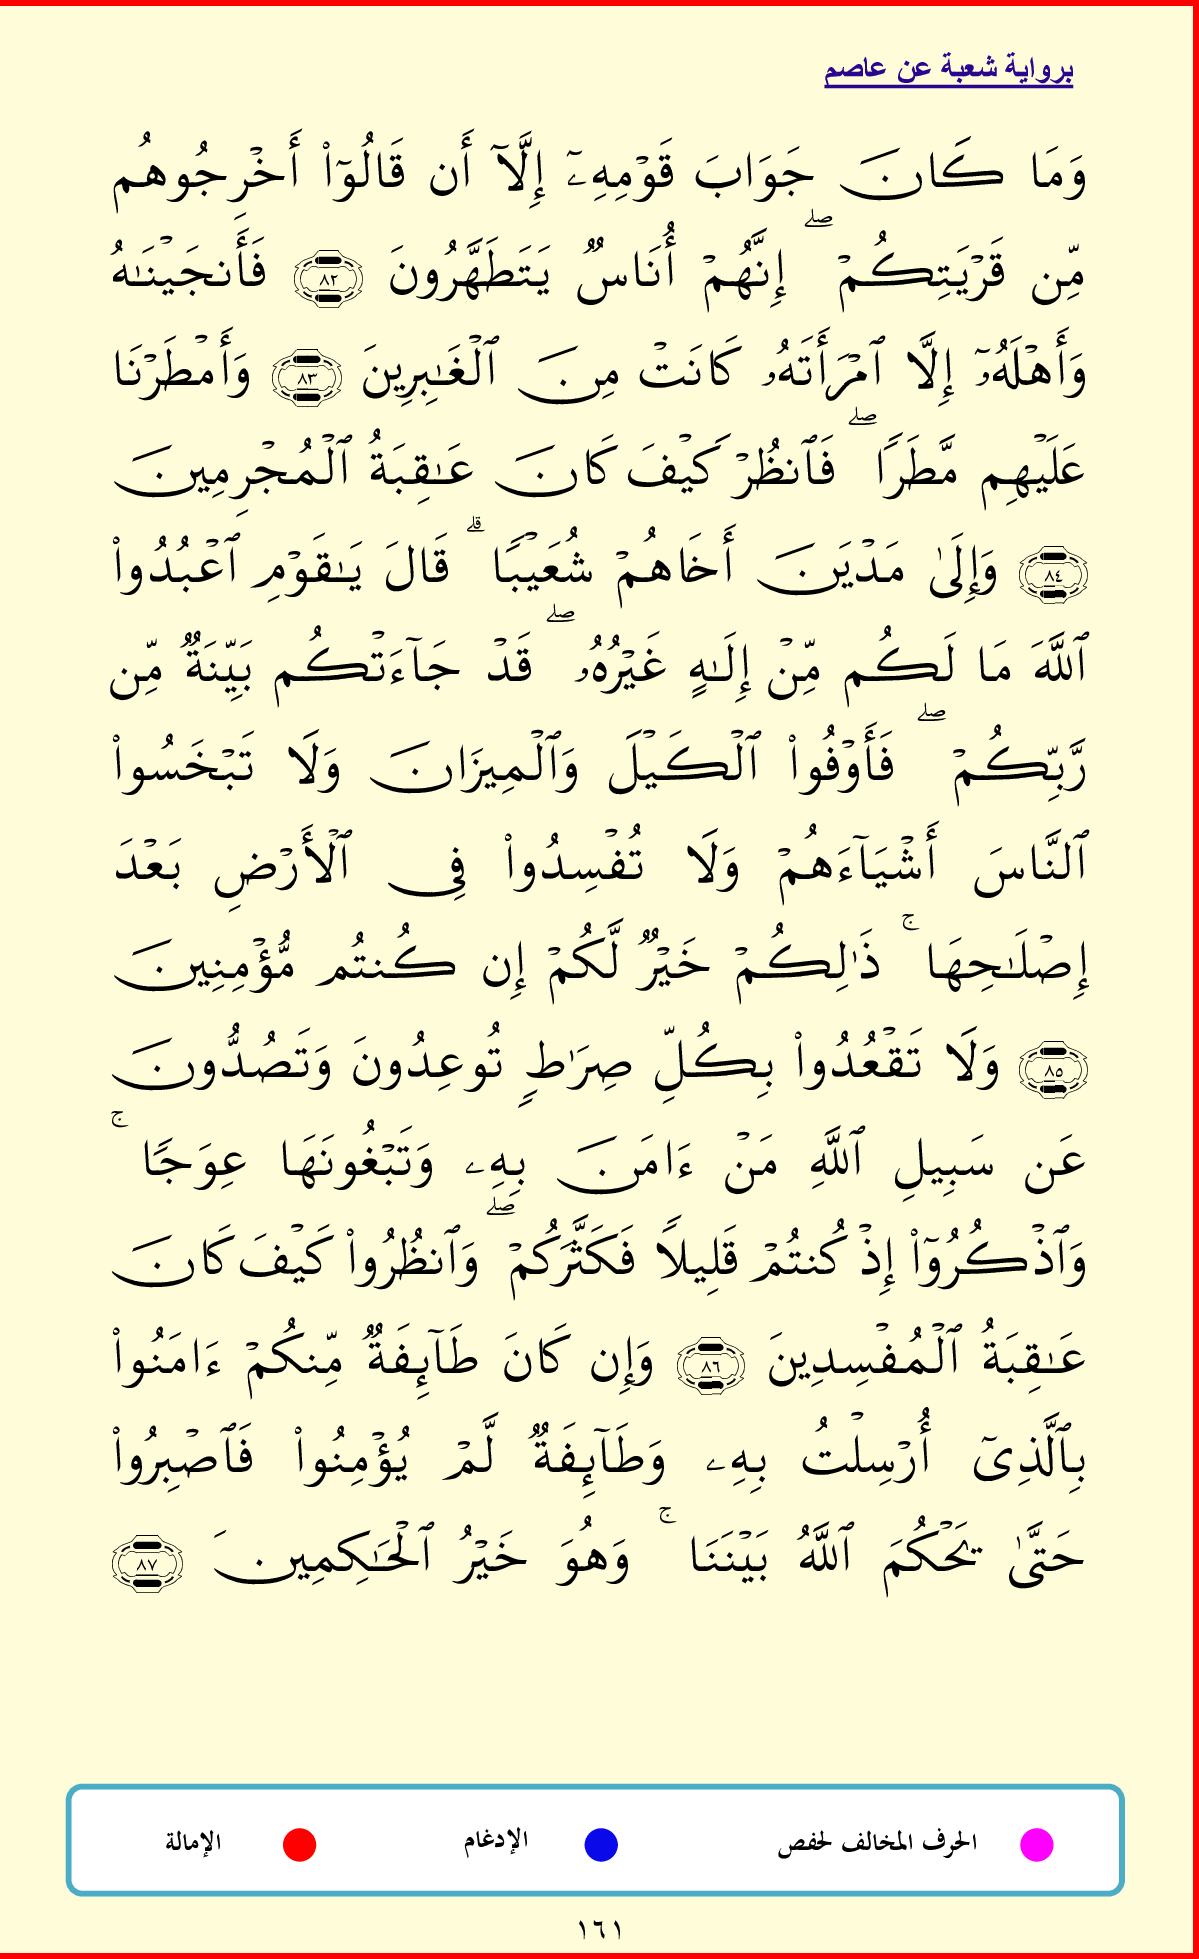 برواية شعبة عن عاصم
وَمَا كَانَ جَوَابَ قَوْمِهِۦٓ إِلَّآ أَن قَالُوٓا۟ أَخْرِجُوهُم
مِّن قَرْيَتِكُمْ ۖ إِنَّهُمْ أُنَاسٌ يَتَطَهَّرُونَ ٨٢ فَأَنجَيْنَـٰهُ
وَأَهْلَهُۥٓ إِلَّا ٱمْرَأَتَهُۥ كَانَتْ مِنَ ٱلْغَـٰبِرِينَ ٨٣ وَأَمْطَرْنَا
عَلَيْهِم مَّطَرًا ۖ فَٱنظُرْ كَيْفَ كَانَ عَـٰقِبَةُ ٱلْمُجْرِمِينَ
٨٤ وَإِلَىٰ مَدْيَنَ أَخَاهُمْ شُعَيْبًا ۗ قَالَ يَـٰقَوْمِ ٱعْبُدُوا۟
ٱللَّهَ مَا لَكُم مِّنْ إِلَـٰهٍ غَيْرُهُۥ ۖ قَدْ جَآءَتْكُم بَيِّنَةٌ مِّن
رَّبِّكُمْ ۖ فَأَوْفُوا۟ ٱلْكَيْلَ وَٱلْمِيزَانَ وَلَا تَبْخَسُوا۟
ٱلنَّاسَ أَشْيَآءَهُمْ وَلَا تُفْسِدُوا۟ فِى ٱلْأَرْضِ بَعْدَ
إِصْلَـٰحِهَا ۚ ذَٰلِكُمْ خَيْرٌ لَّكُمْ إِن كُنتُم مُّؤْمِنِينَ
٨٥ وَلَا تَقْعُدُوا۟ بِكُلِّ صِرَٰطٍ تُوعِدُونَ وَتَصُدُّونَ
عَن سَبِيلِ ٱللَّهِ مَنْ ءَامَنَ بِهِۦ وَتَبْغُونَهَا عِوَجًا ۚ
وَٱذْكُرُوٓا۟ إِذْ كُنتُمْ قَلِيلًا فَكَثَّرَكُمْ ۖ وَٱنظُرُوا۟ كَيْفَ كَانَ
عَـٰقِبَةُ ٱلْمُفْسِدِينَ ٨٦ وَإِن كَانَ طَآئِفَةٌ مِّنكُمْ ءَامَنُوا۟
بِٱلَّذِىٓ أُرْسِلْتُ بِهِۦ وَطَآئِفَةٌ لَّمْ يُؤْمِنُوا۟ فَٱصْبِرُوا۟
حَتَّىٰ يَحْكُمَ ٱللَّهُ بَيْنَنَا ۚ وَهُوَ خَيْرُ ٱلْحَـٰكِمِينَ ٨٧
الحرف المخالف لحفص الإدغام الإمالة
١٦١